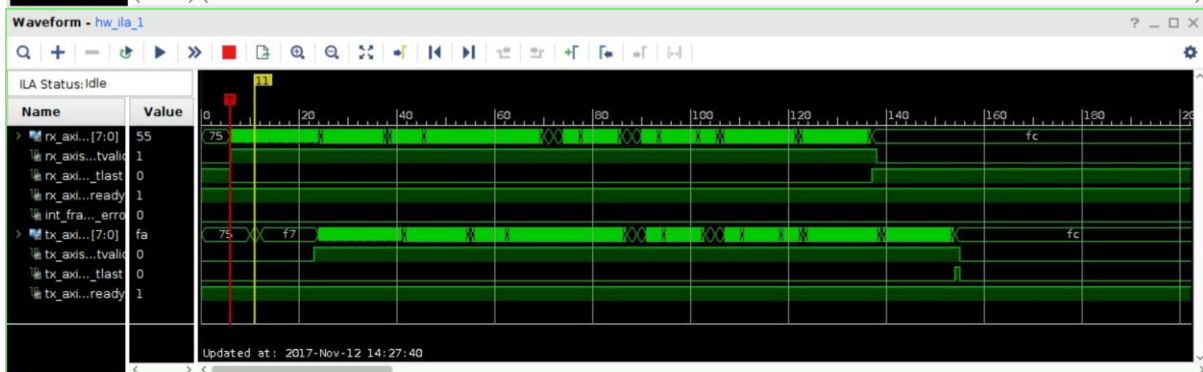 Waveform - hw_ila_1
? _ □ ×
ILA Status: Idle
11
Name Value
T
0 20 40 60 80 100 120 140 160 180
rx_axi...[7:0] 55 75 fc
rx_axis...tvalid 1
rx_axi..._tlast 0
rx_axi...ready 1
int_fra..._erro 0
tx_axi...[7:0] fa 75 f7 fc
tx_axis...tvalid 0
tx_axi..._tlast 0
tx_axi...ready 1
Updated at: 2017-Nov-12 14:27:40